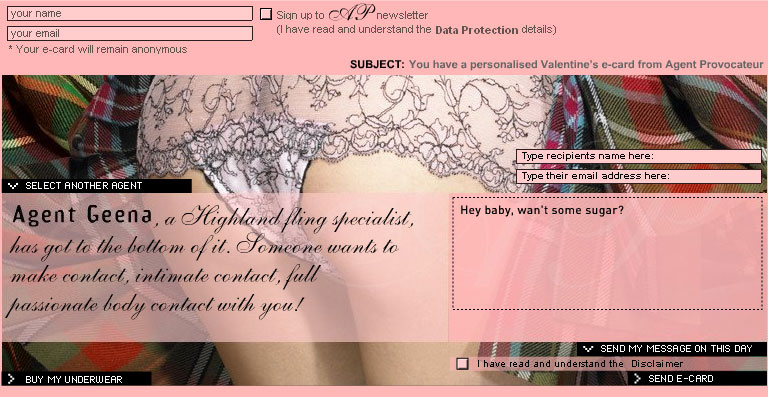 your name
Sign up to AP newsletter
(I have read and understand the Data Protection details)
your email
* Your e-card will remain anonymous
SUBJECT: You have a personalised Valentine's e-card from Agent Provocateur
Type recipients name here:
Type their email address here:
SELECT ANOTHER AGENT
Agent Geena, a Highland fling specialist,
has got to the bottom of it. Someone wants to
make contact, intimate contact, full
passionate body contact with you!
Hey baby, wan't some sugar?
SEND MY MESSAGE ON THIS DAY
I have read and understand the Disclaimer
BUY MY UNDERWEAR
SEND E-CARD